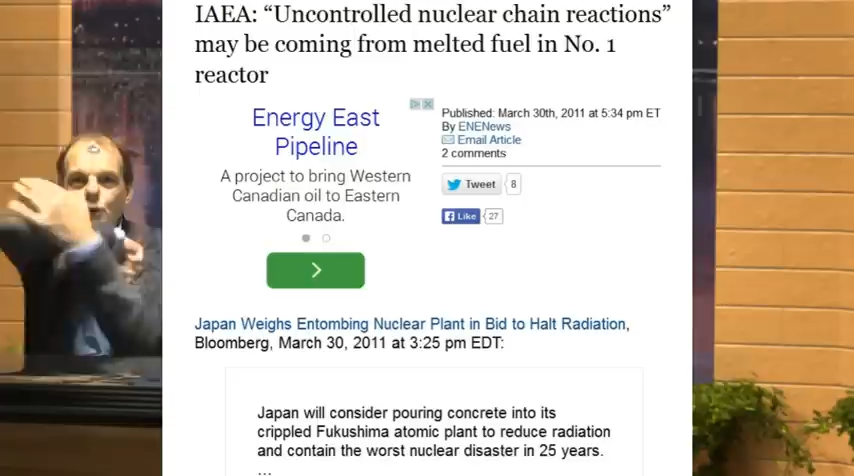 IAEA: “Uncontrolled nuclear chain reactions”
may be coming from melted fuel in No. 1
reactor
Energy East
Pipeline
A project to bring Western
Canadian oil to Eastern
Canada.
Published: March 30th, 2011 at 5:34 pm ET
By ENENews
Email Article
2 comments
Tweet 8
Like 27
Japan Weighs Entombing Nuclear Plant in Bid to Halt Radiation,
Bloomberg, March 30, 2011 at 3:25 pm EDT:
Japan will consider pouring concrete into its
crippled Fukushima atomic plant to reduce radiation
and contain the worst nuclear disaster in 25 years.
...